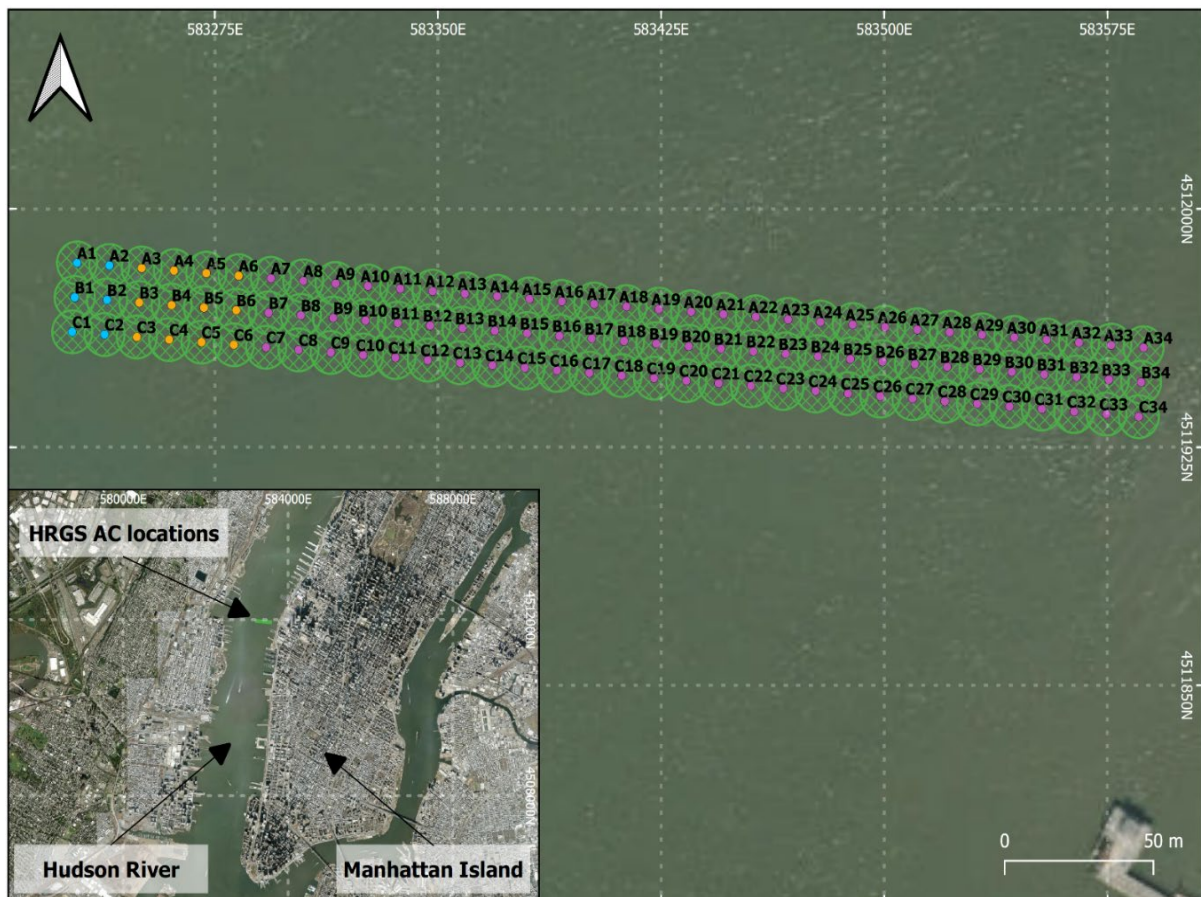 583275E 583350E 583425E 583500E 583575E
4512000N
A1 A2 A3 A4 A5 A6 A7 A8 A9 A10 A11 A12 A13 A14 A15 A16 A17 A18 A19 A20 A21 A22 A23 A24 A25 A26 A27 A28 A29 A30 A31 A32 A33 A34
B1 B2 B3 B4 B5 B6 B7 B8 B9 B10 B11 B12 B13 B14 B15 B16 B17 B18 B19 B20 B21 B22 B23 B24 B25 B26 B27 B28 B29 B30 B31 B32 B33 B34
C1 C2 C3 C4 C5 C6 C7 C8 C9 C10 C11 C12 C13 C14 C15 C16 C17 C18 C19 C20 C21 C22 C23 C24 C25 C26 C27 C28 C29 C30 C31 C32 C33 C34
4511925N
580000E 584000E 588000E
HRGS AC locations
4512000N
4511850N
4508000N
Hudson River
Manhattan Island
0 50 m